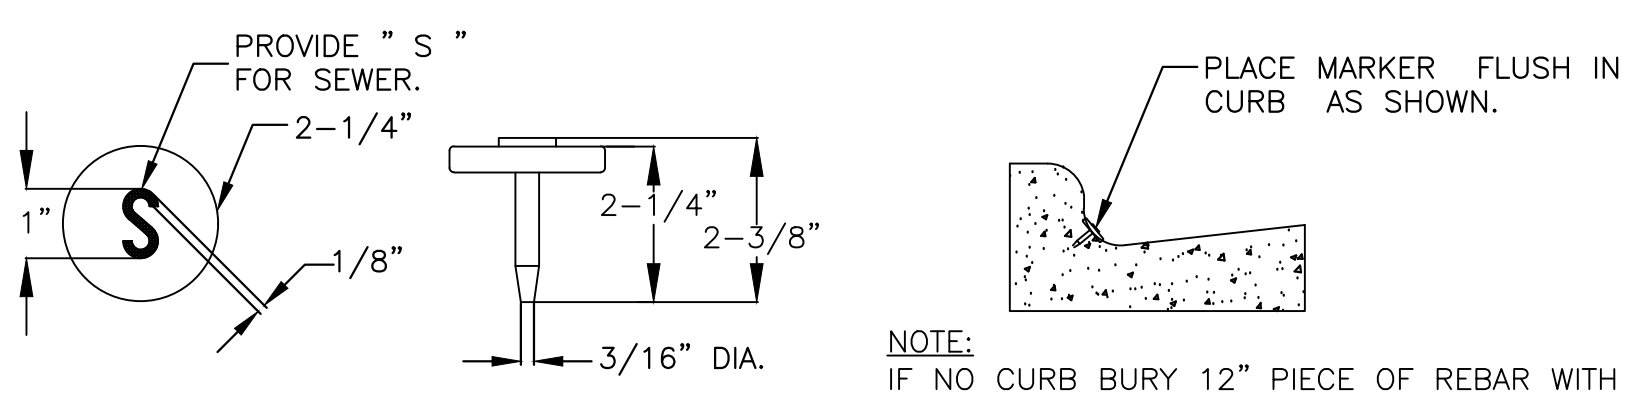 PROVIDE ” S ”
FOR SEWER.
2-1/4”
1”
S
1/8”
2-1/4”
2-3/8”
3/16” DIA.
PLACE MARKER FLUSH IN
CURB AS SHOWN.
NOTE:
IF NO CURB BURY 12” PIECE OF REBAR WITH